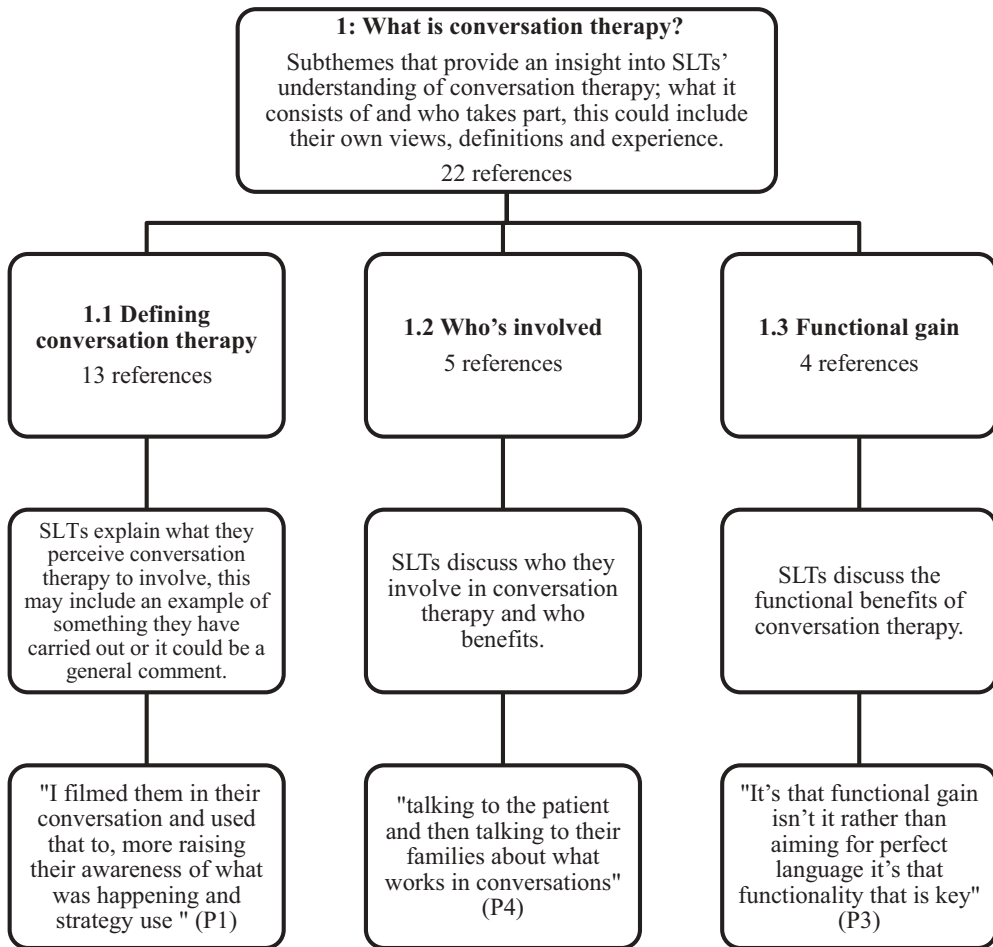 1: What is conversation therapy?
Subthemes that provide an insight into SLTs’
understanding of conversation therapy; what it
consists of and who takes part, this could include
their own views, definitions and experience.
22 references
1.1 Defining
conversation therapy
13 references
1.2 Who’s involved
5 references
1.3 Functional gain
4 references
SLTs explain what they
perceive conversation
therapy to involve, this
may include an example of
something they have
carried out or it could be a
general comment.
SLTs discuss who they
involve in conversation
therapy and who
benefits.
SLTs discuss the
functional benefits of
conversation therapy.
"I filmed them in their
conversation and used
that to, more raising
their awareness of what
was happening and
strategy use " (P1)
"talking to the patient
and then talking to their
families about what
works in conversations"
(P4)
"It’s that functional gain
isn’t it rather than
aiming for perfect
language it’s that
functionality that is key"
(P3)